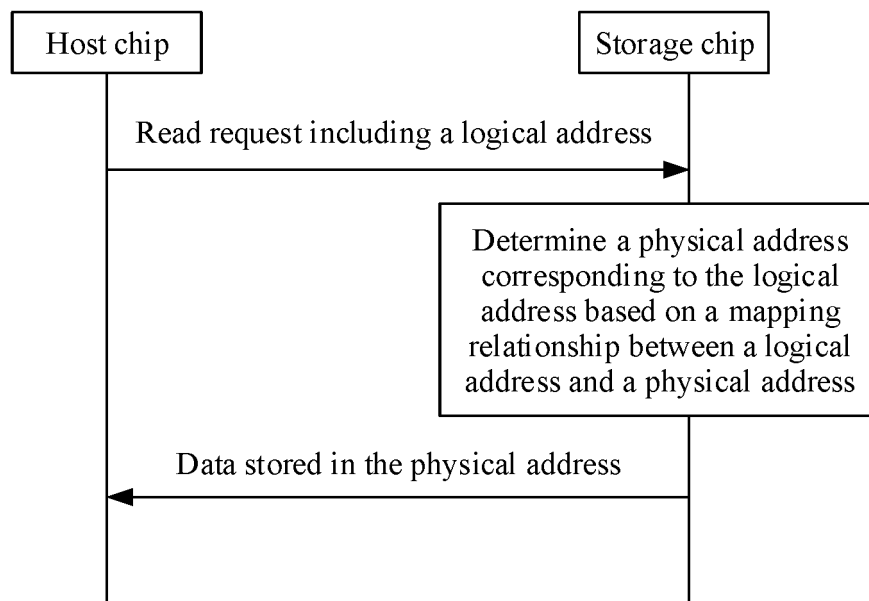 Host chip
Storage chip
Read request including a logical address
Determine a physical address
corresponding to the logical
address based on a mapping
relationship between a logical
address and a physical address
Data stored in the physical address